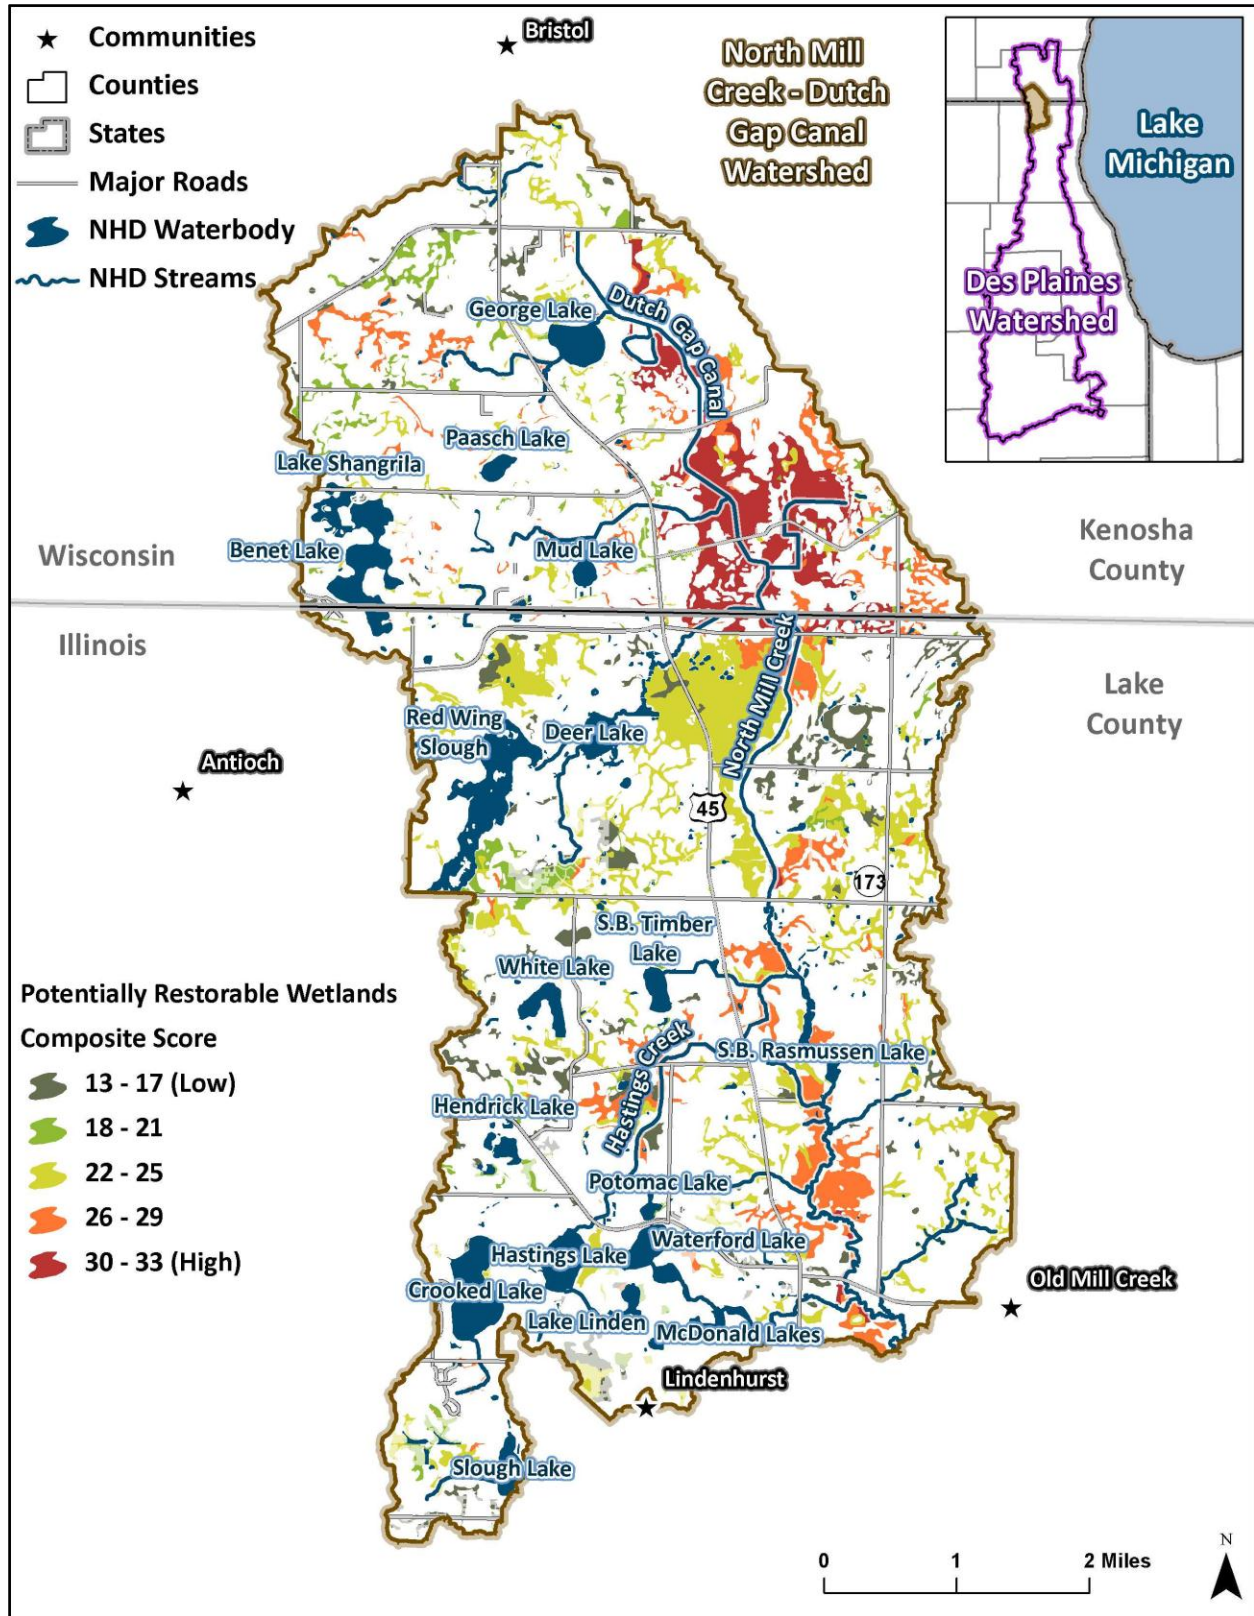 Communities
Counties
States
Major Roads
NHD Waterbody
NHD Streams
Bristol
North Mill
Creek - Dutch
Gap Canal
Watershed
Lake
Michigan
Des Plaines
Watershed
George Lake
Dutch Gap Canal
Paasch Lake
Lake Shangrila
Benet Lake
Mud Lake
Wisconsin
Illinois
Kenosha
County
Lake
County
North Mill Creek
Red Wing
Slough
Deer Lake
Antioch
45
173
S.B. Timber
Lake
White Lake
Hastings Creek
S.B. Rasmussen Lake
Hendrick Lake
Potomac Lake
Waterford Lake
Hastings Lake
Crooked Lake
Lake Linden
McDonald Lakes
Old Mill Creek
Lindenhurst
Slough Lake
Potentially Restorable Wetlands
Composite Score
13 - 17 (Low)
18 - 21
22 - 25
26 - 29
30 - 33 (High)
0 1 2 Miles
N